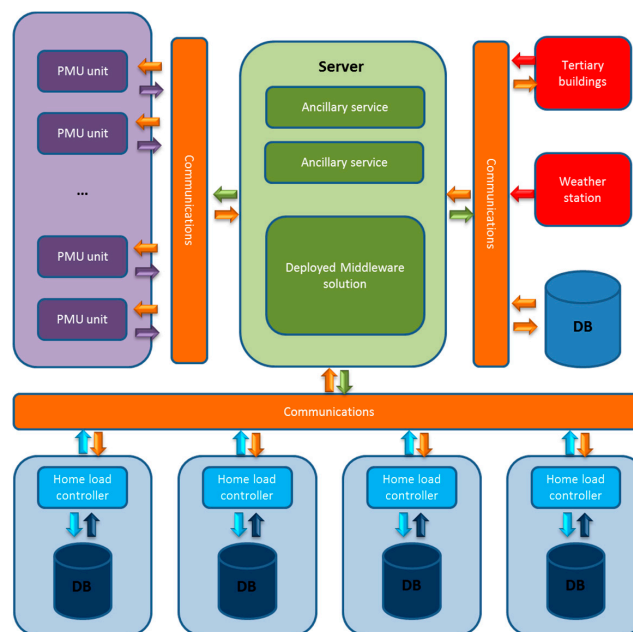 PMU unit
PMU unit
...
PMU unit
PMU unit
Communications
Server
Ancillary service
Ancillary service
Deployed Middleware
solution
Communications
Tertiary
buildings
Weather
station
DB
Communications
Home load
controller
DB
Home load
controller
DB
Home load
controller
DB
Home load
controller
DB